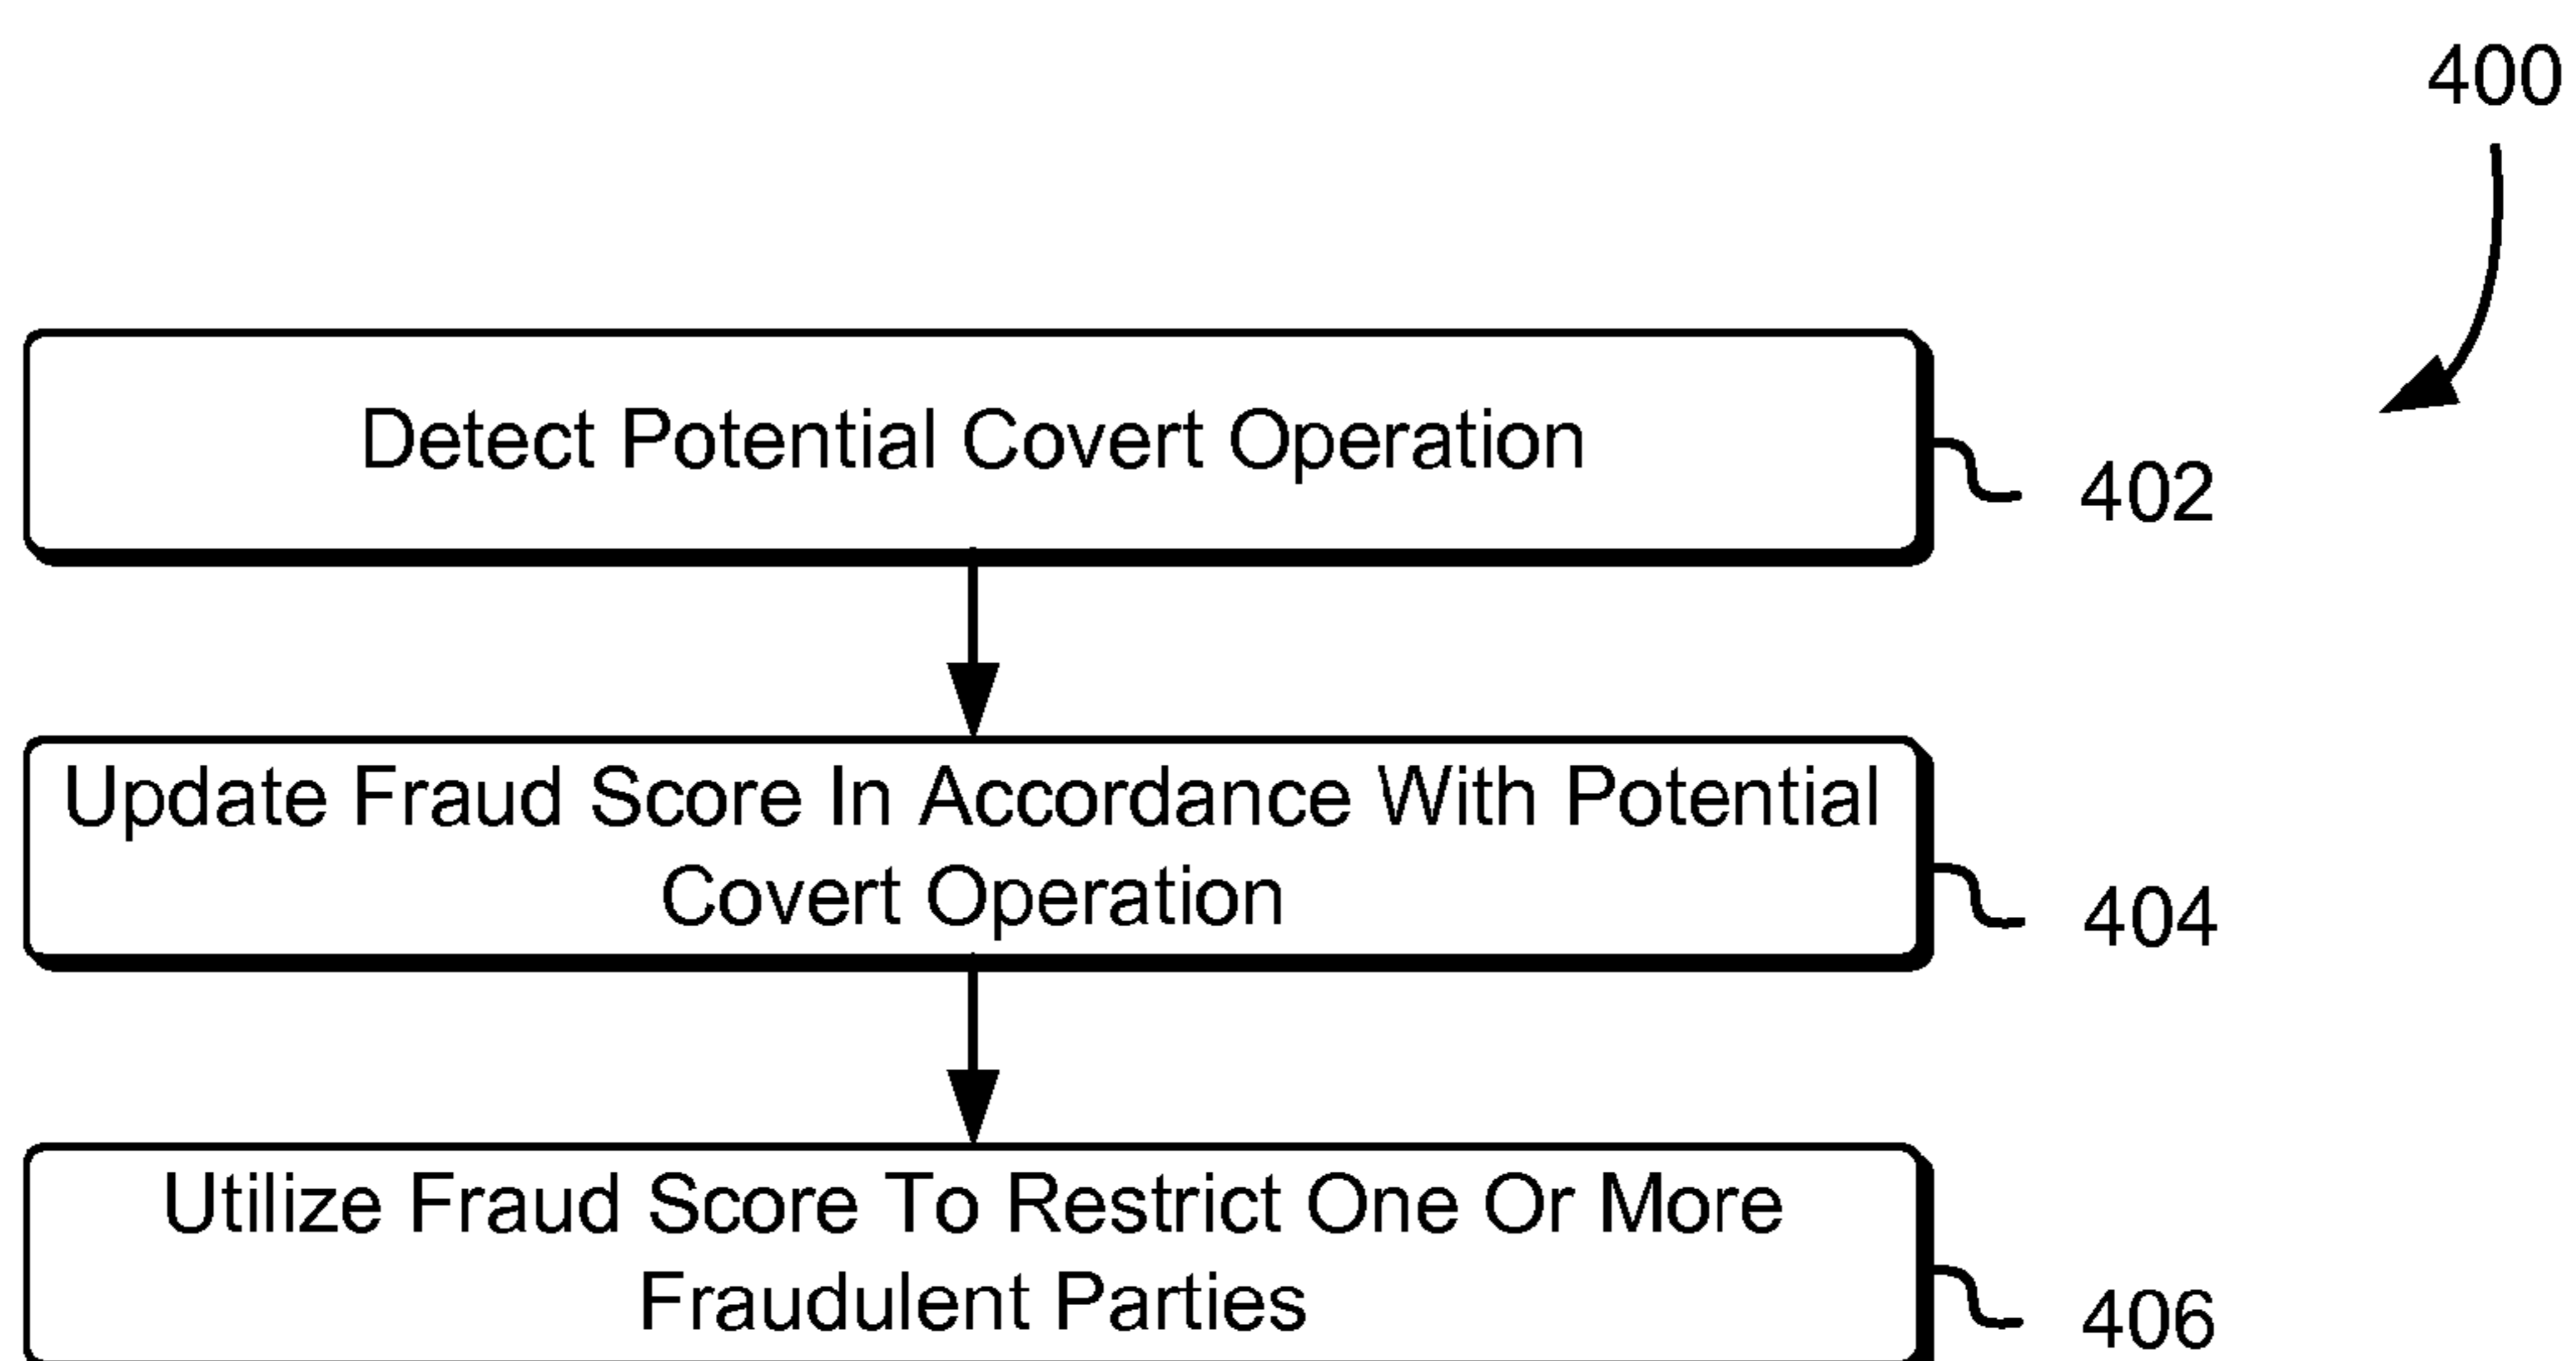 400
Detect Potential Covert Operation
402
Update Fraud Score In Accordance With Potential
Covert Operation
404
Utilize Fraud Score To Restrict One Or More
Fraudulent Parties
406